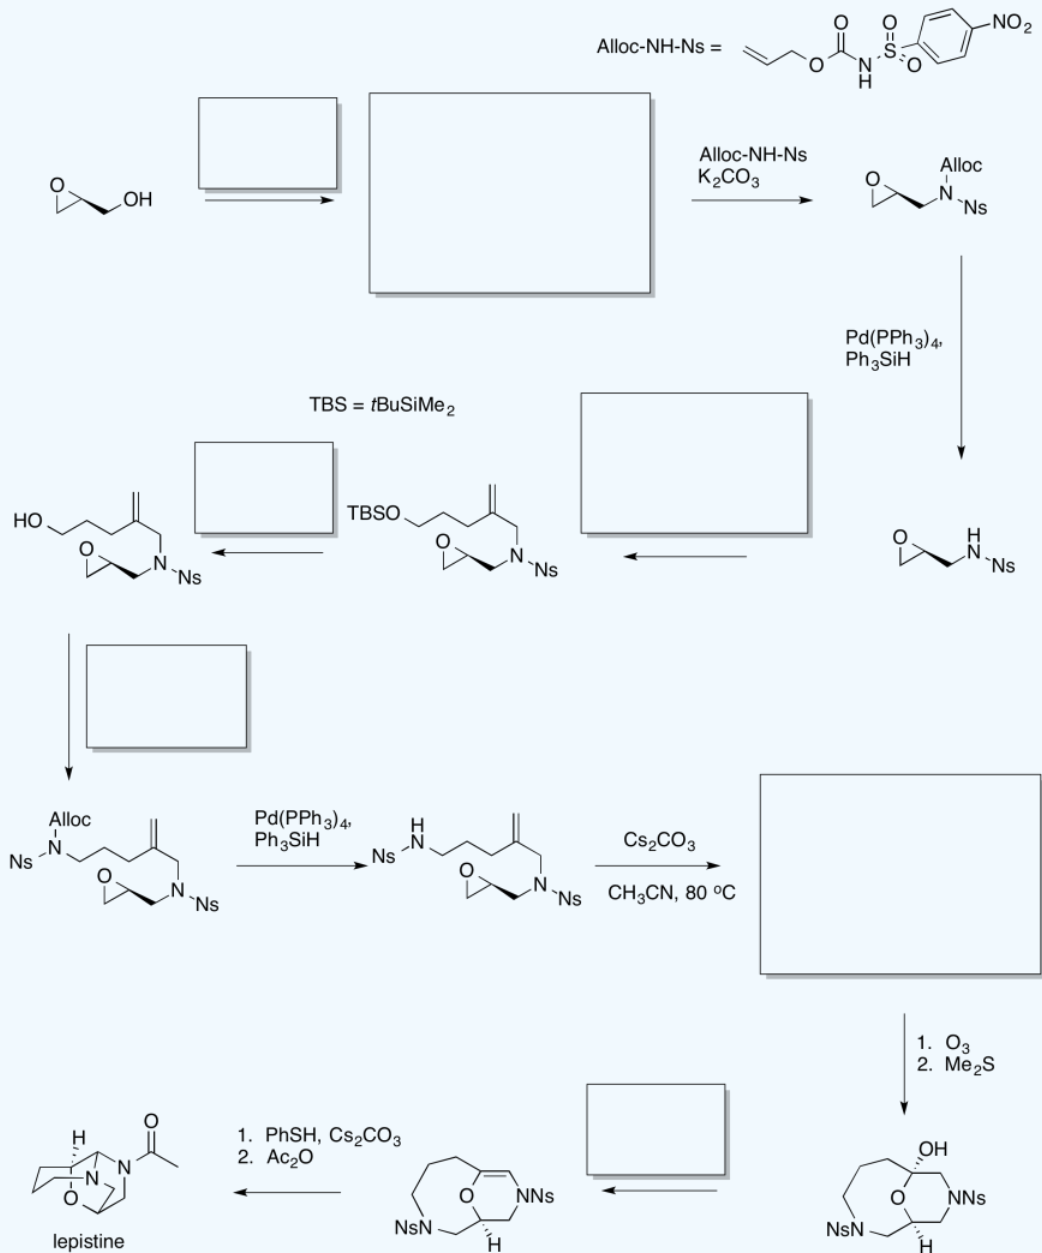 Alloc-NH-Ns =
O
O
N
H
S
O
O
NO2
O
OH
Alloc-NH-Ns
K2CO3
O
Alloc
N
Ns
Pd(PPh3)4,
Ph3SiH
TBS = tBuSiMe2
HO
O
N
Ns
TBSO
O
N
Ns
O
H
N
Ns
Alloc
Ns
N
O
N
Ns
Pd(PPh3)4,
Ph3SiH
H
Ns
N
O
N
Ns
Cs2CO3
CH3CN, 80 ºC
1. O3
2. Me2S
H
O
N
N
O
lepistine
1. PhSH, Cs2CO3
2. Ac2O
O
NNs
NsN
H
OH
O
NNs
NsN
H